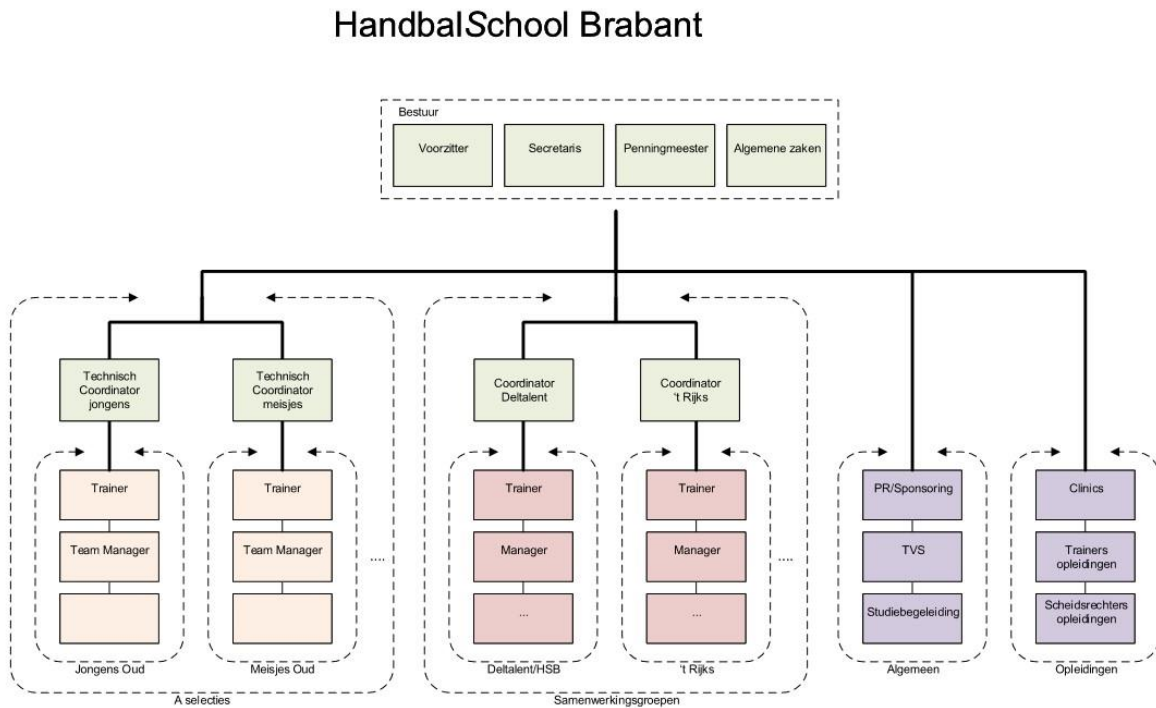 HandbalSchool Brabant
Bestuur
Voorzitter
Secretaris
Penningmeester
Algemene zaken
Technisch
Coordinator
jongens
Technisch
Coordinator
meisjes
Coordinator
Deltalent
Coordinator
't Rijks
Trainer
Team Manager
Jongens Oud
Trainer
Team Manager
Meisjes Oud
....
A selecties
Trainer
Manager
...
Deltalent/HSB
Trainer
Manager
...
't Rijks
....
Samenwerkingsgroepen
PR/Sponsoring
TVS
Studiebegeleiding
Algemeen
Clinics
Trainers
opleidingen
Scheidsrechters
opleidingen
Opleidingen